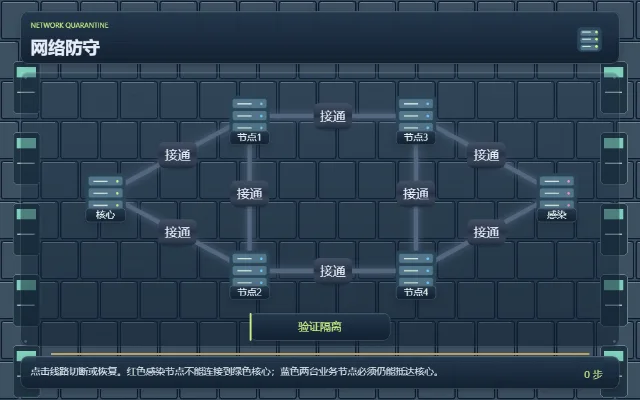 NETWORK QUARANTINE
网络防守
节点1
接通
节点3
接通
接通
核心
接通
接通
感染
接通
接通
节点2
接通
节点4
验证隔离
点击线路切断或恢复。红色感染节点不能连接到绿色核心；蓝色两台业务节点必须仍能抵达核心。
0 步